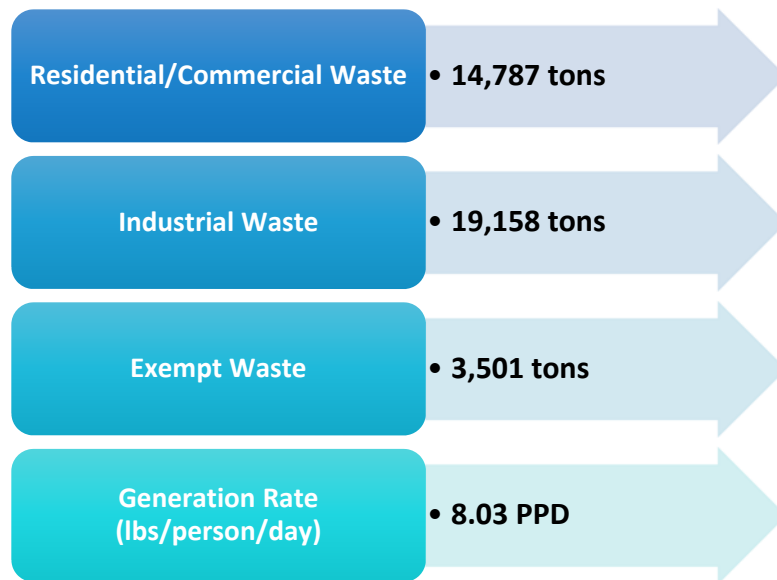 Residential/Commercial Waste
• 14,787 tons
Industrial Waste
• 19,158 tons
Exempt Waste
• 3,501 tons
Generation Rate
(lbs/person/day)
• 8.03 PPD